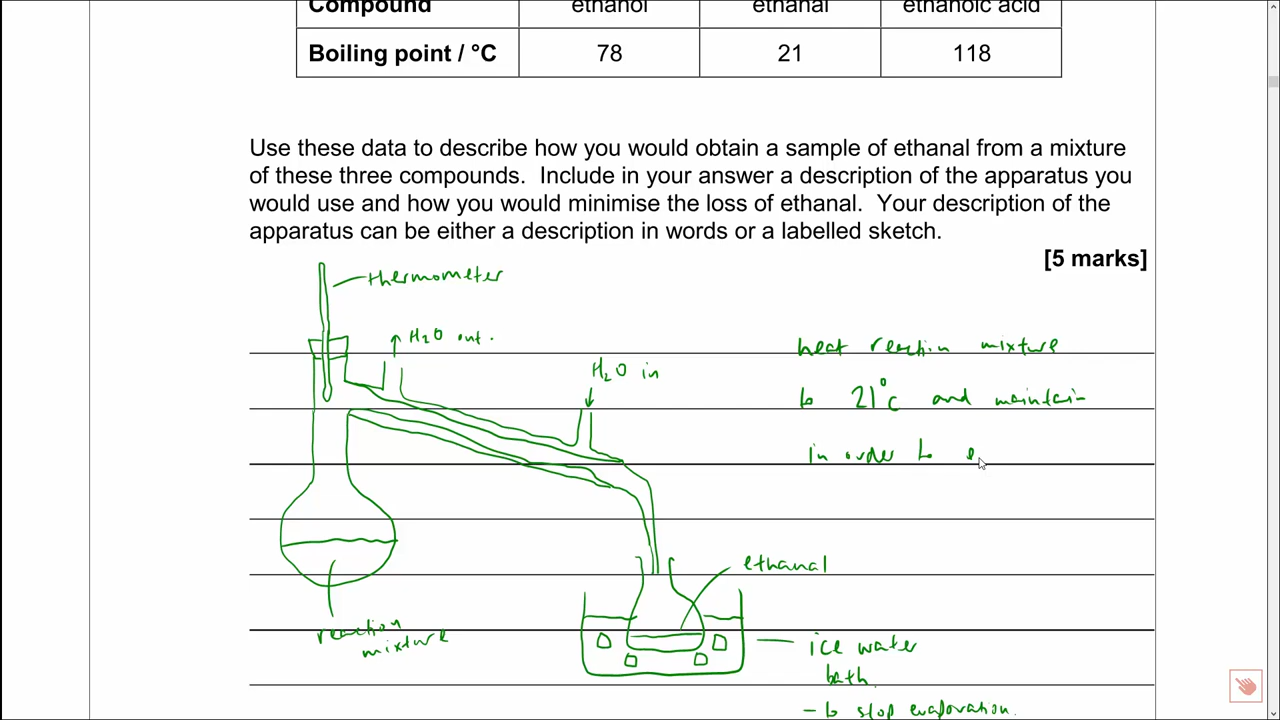 Compound ethanol ethanal ethanoic acid
Boiling point / °C 78 21 118
Use these data to describe how you would obtain a sample of ethanal from a mixture
of these three compounds. Include in your answer a description of the apparatus you
would use and how you would minimise the loss of ethanal. Your description of the
apparatus can be either a description in words or a labelled sketch.
[5 marks]
thermometer
H₂O out.
H₂O in
heat reaction mixture
to 21°C and maintain
in order to e
ethanal
reaction
mixture
ice water
bath.
- to stop evaporation.